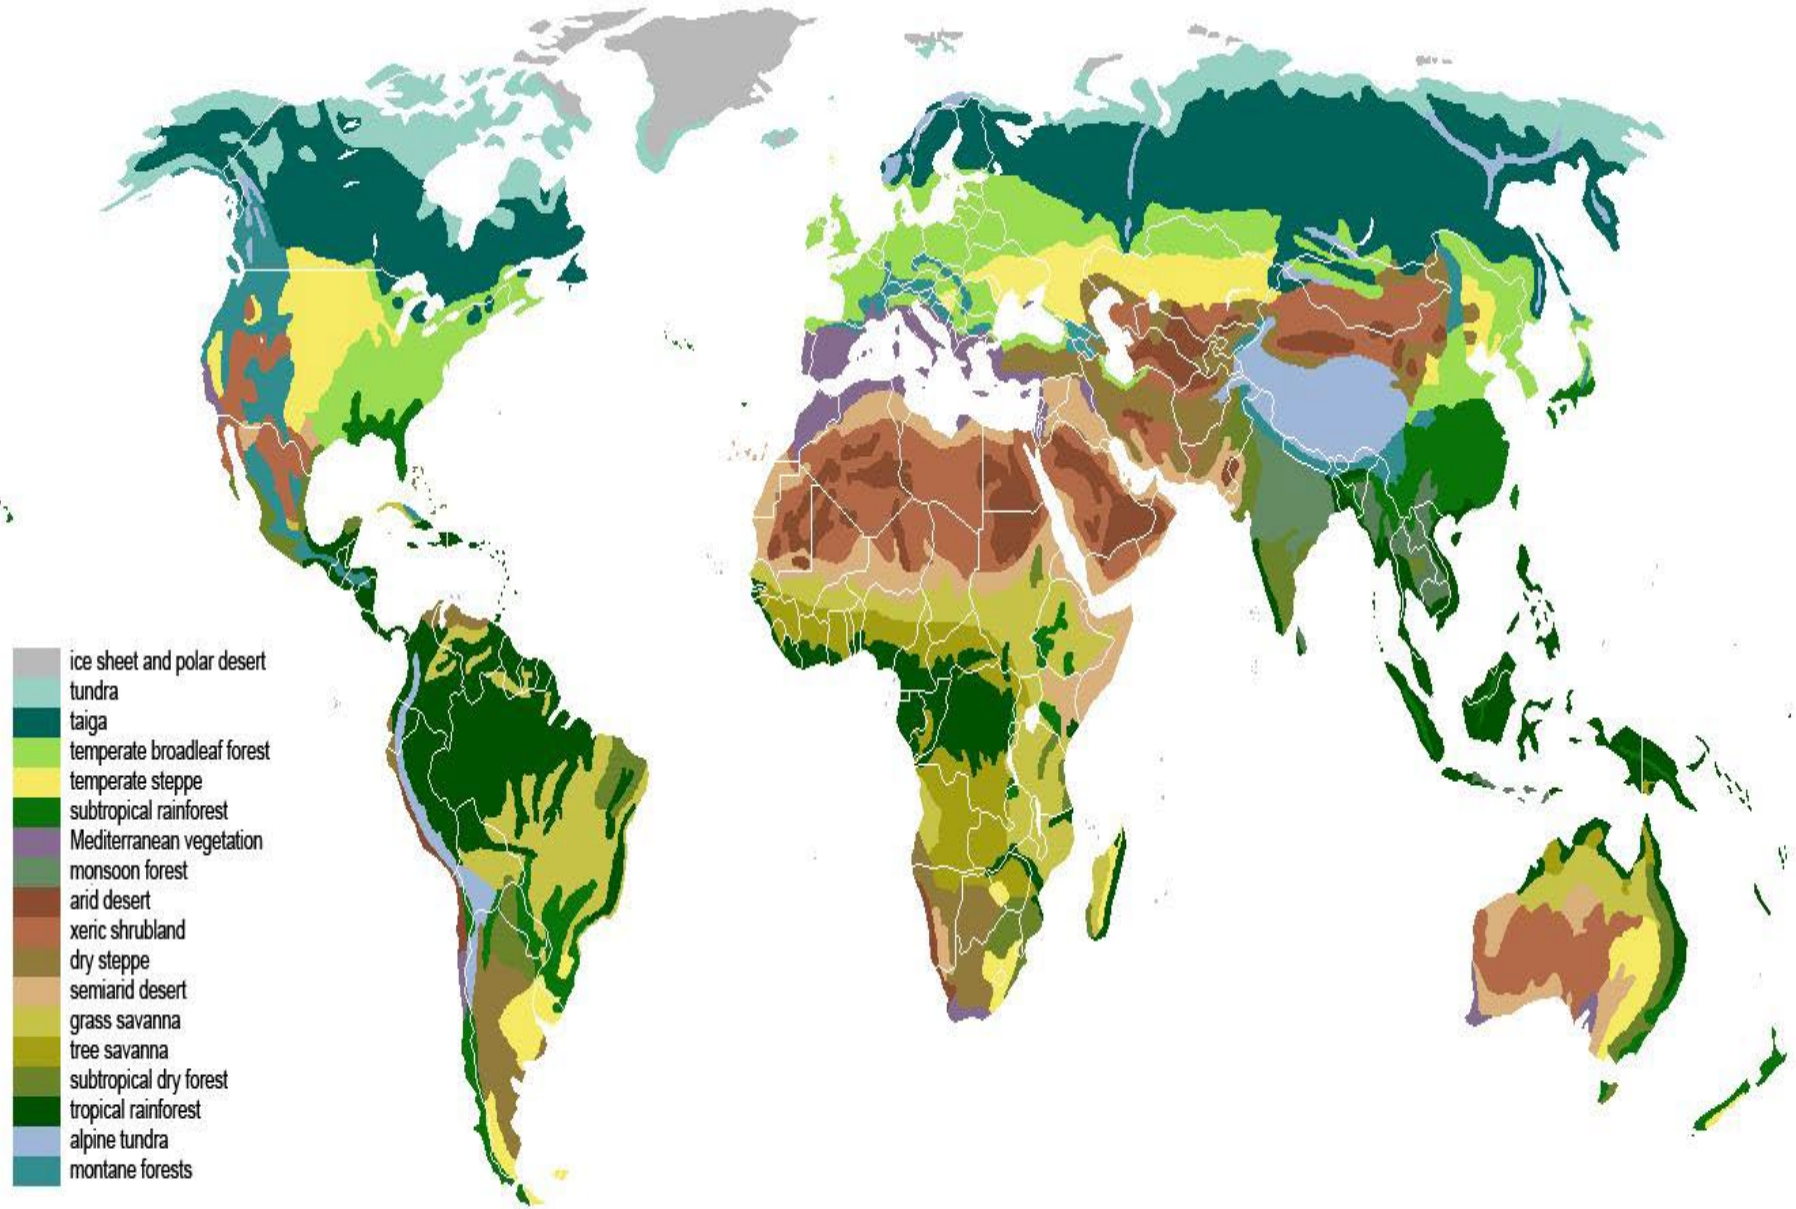 ice sheet and polar desert
tundra
taiga
temperate broadleaf forest
temperate steppe
subtropical rainforest
Mediterranean vegetation
monsoon forest
arid desert
xeric shrubland
dry steppe
semiarid desert
grass savanna
tree savanna
subtropical dry forest
tropical rainforest
alpine tundra
montane forests